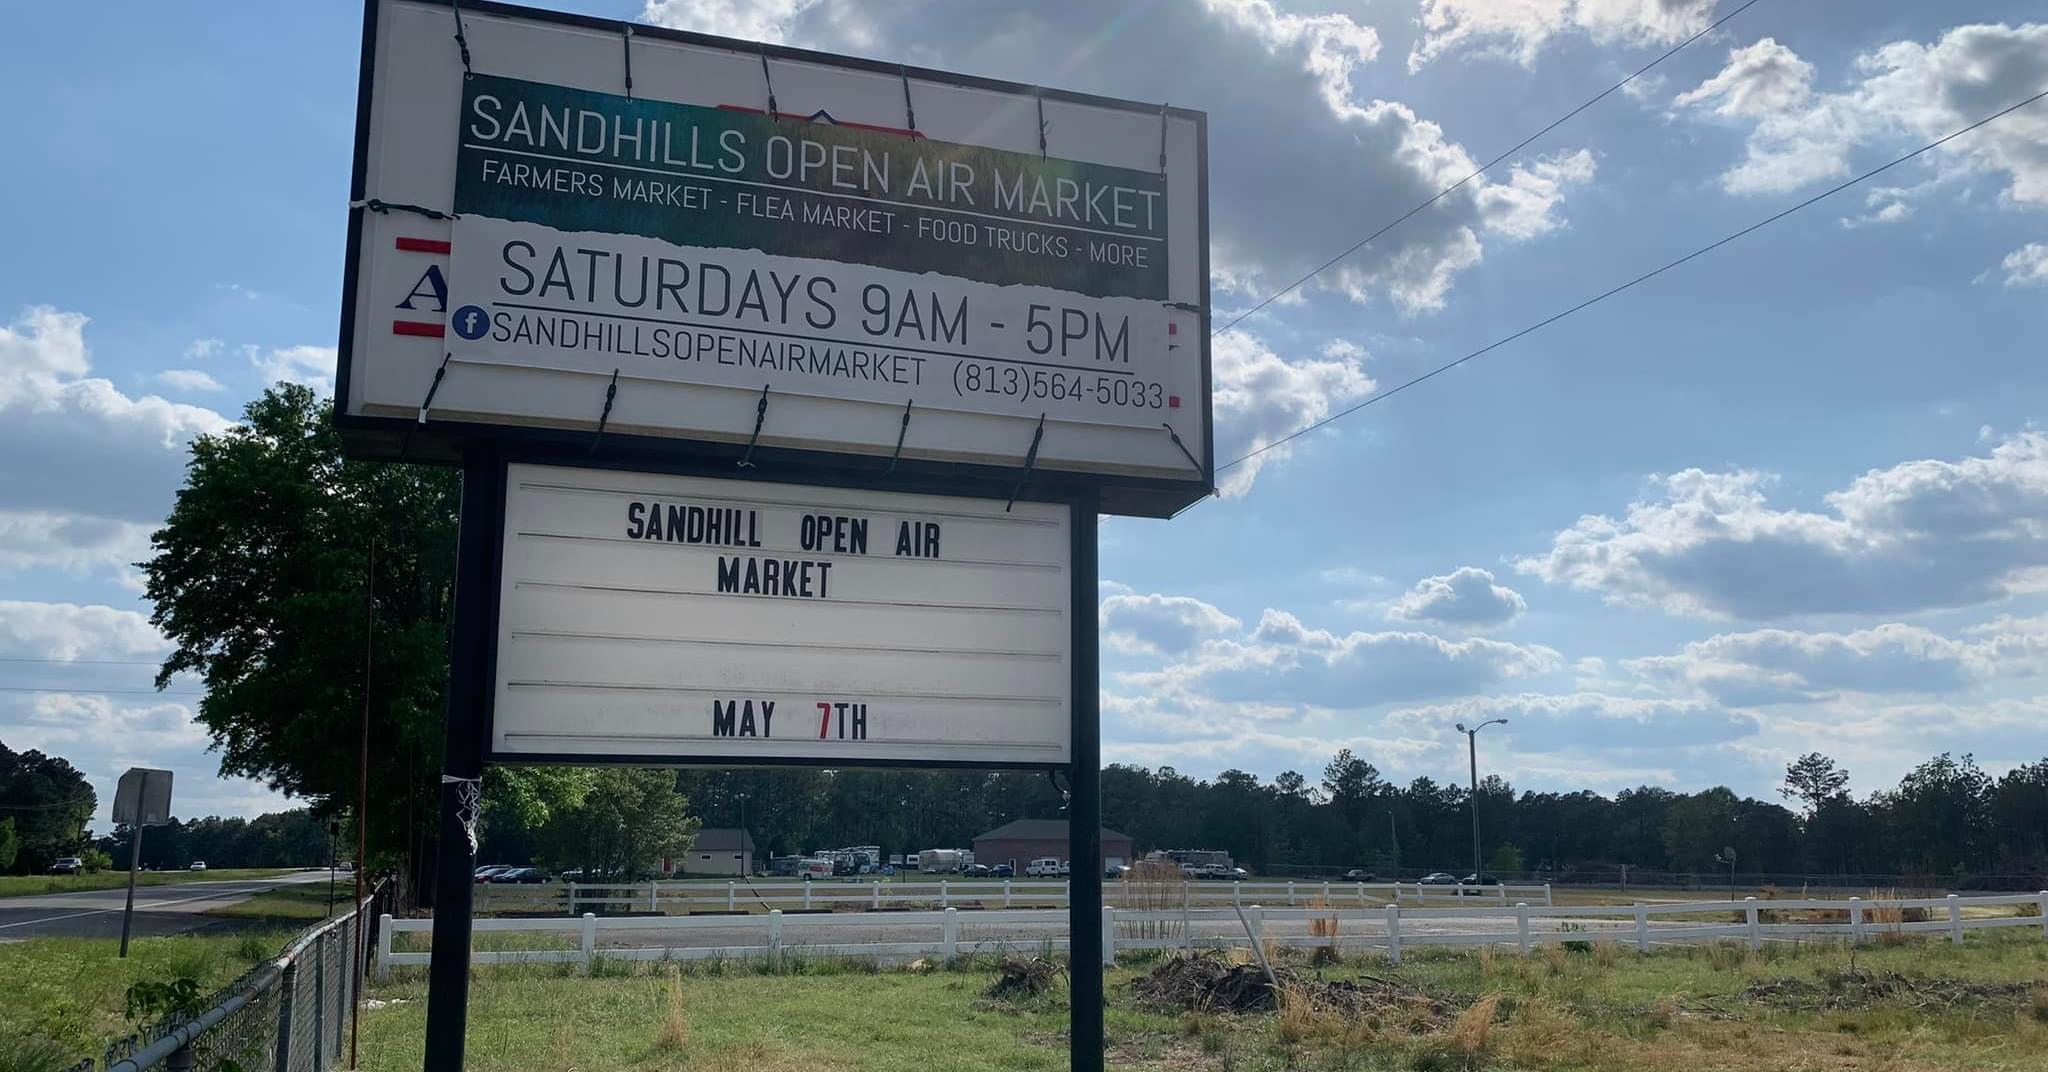 SANDHILLS OPEN AIR MARKET
FARMERS MARKET - FLEA MARKET - FOOD TRUCKS - MORE
SATURDAYS 9AM - 5PM
A
f SANDHILLSOPENAIRMARKET (813)564-5033
SANDHILL OPEN AIR
MARKET
MAY 7TH